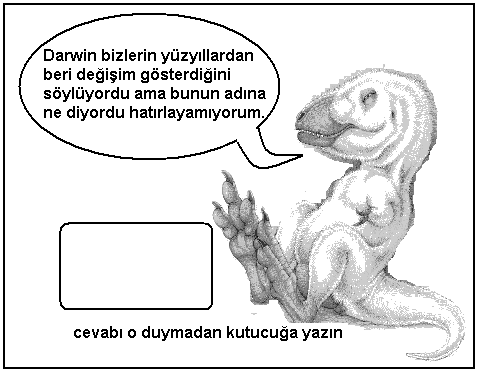 Darwin bizlerin yüzyıllardan
beri değişim gösterdiğini
söylüyordu ama bunun adına
ne diyordu hatırlayamıyorum.
cevabı o duymadan kutucuğa yazın